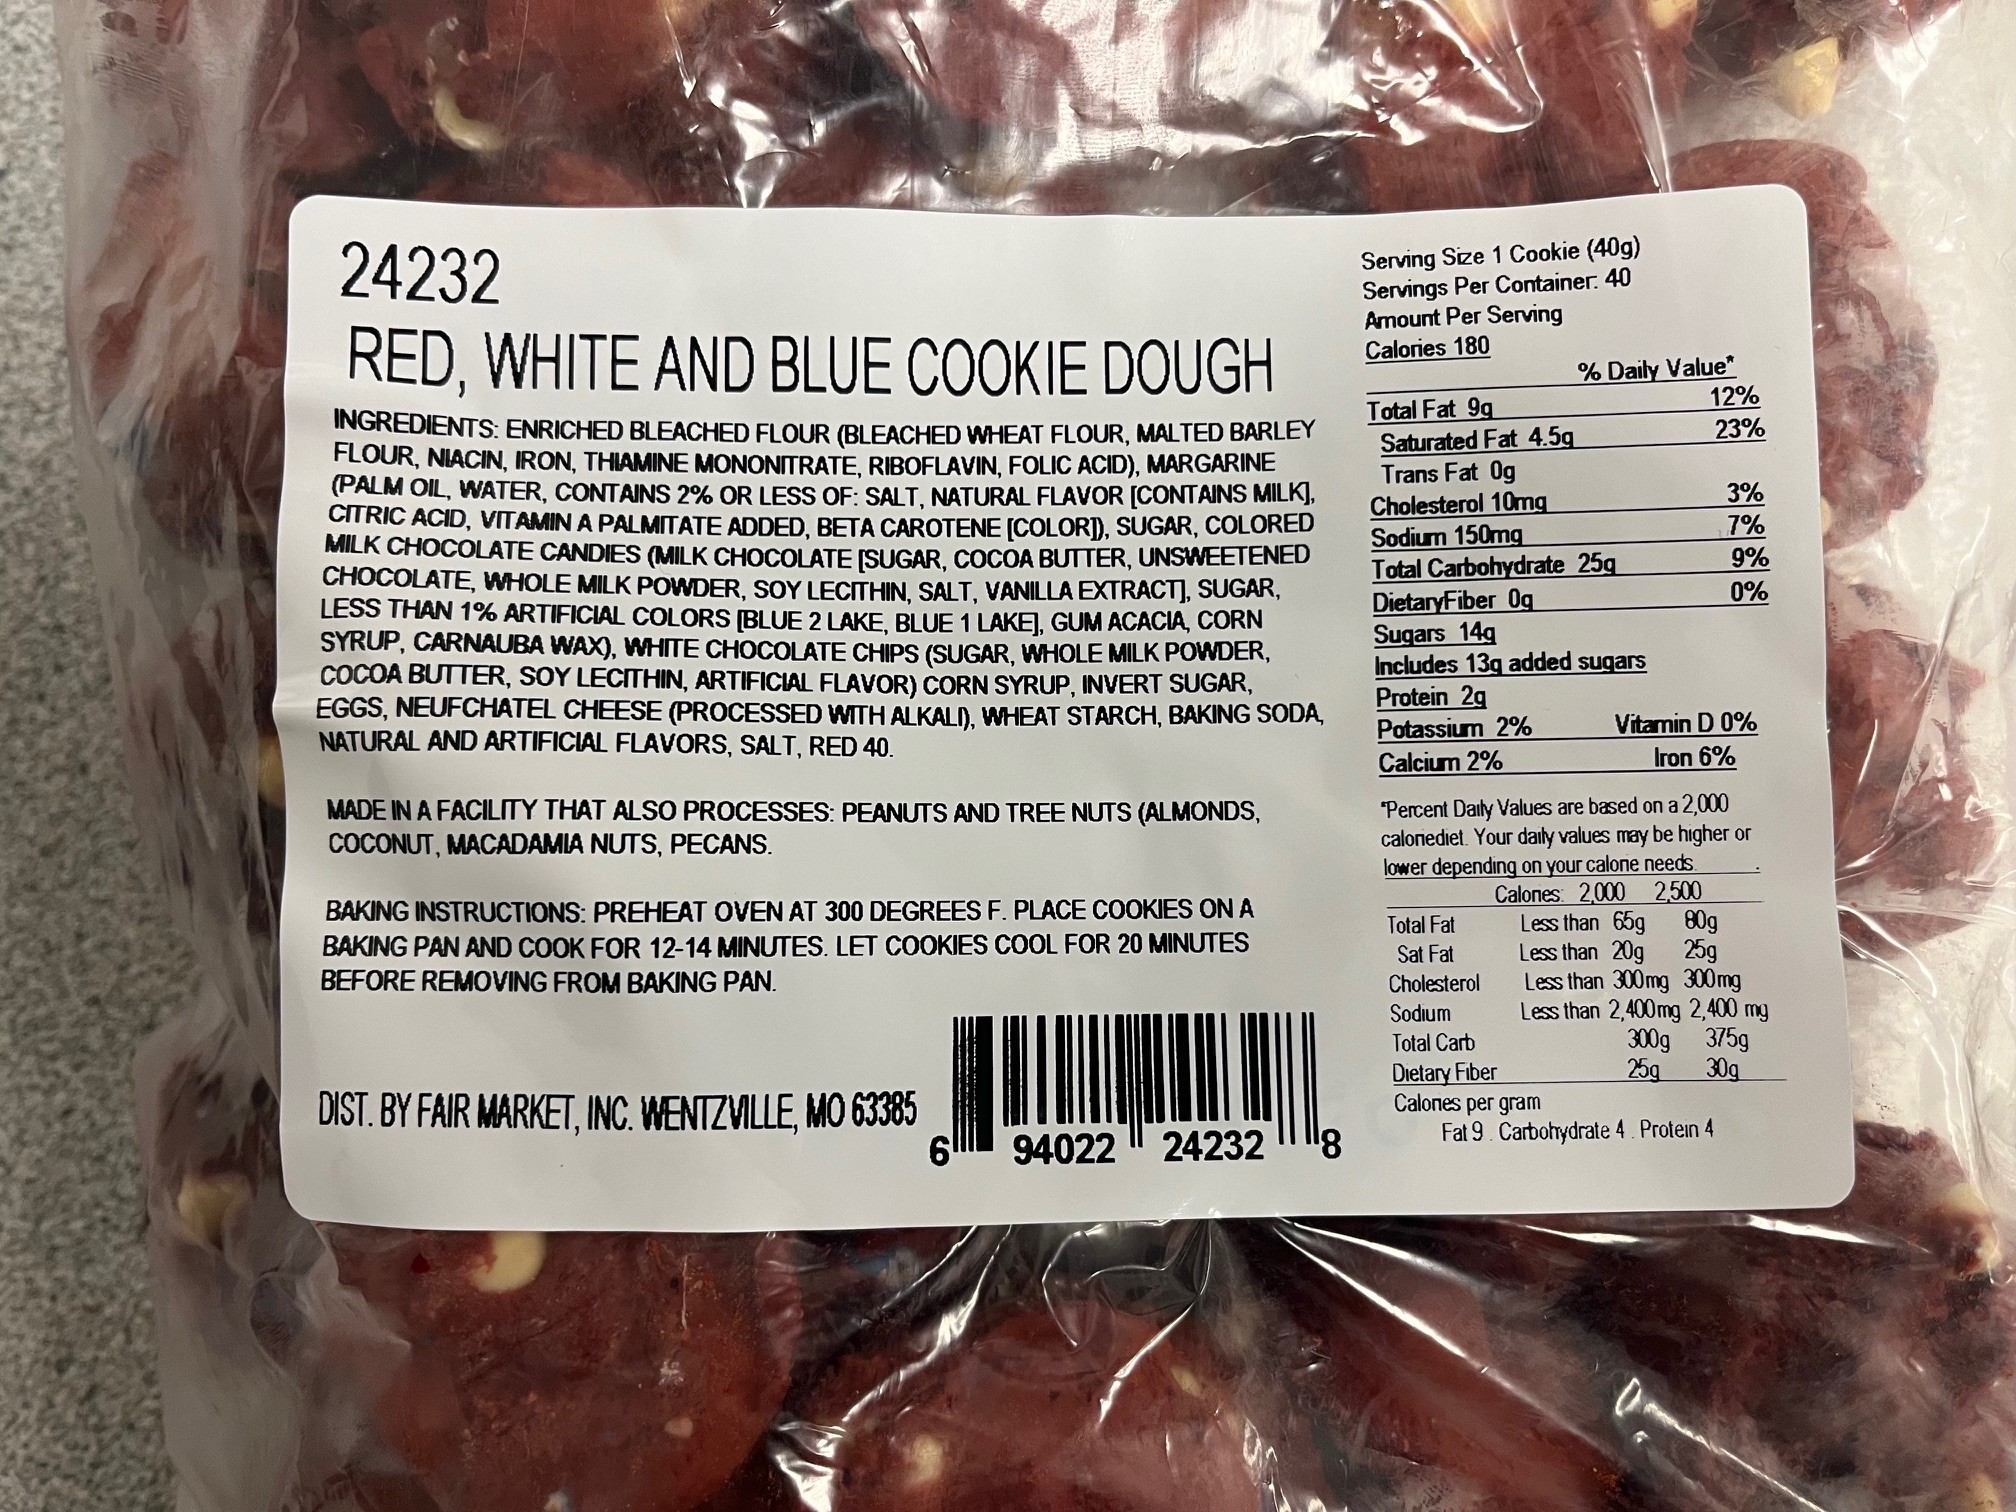 24232
RED, WHITE AND BLUE COOKIE DOUGH
INGREDIENTS: ENRICHED BLEACHED FLOUR (BLEACHED WHEAT FLOUR, MALTED BARLEY
FLOUR, NIACIN, IRON, THIAMINE MONONITRATE, RIBOFLAVIN, FOLIC ACID), MARGARINE
(PALM OIL, WATER, CONTAINS 2% OR LESS OF: SALT, NATURAL FLAVOR [CONTAINS MILK],
CITRIC ACID, VITAMIN A PALMITATE ADDED, BETA CAROTENE [COLOR]), SUGAR, COLORED
MILK CHOCOLATE CANDIES (MILK CHOCOLATE [SUGAR, COCOA BUTTER, UNSWEETENED
CHOCOLATE, WHOLE MILK POWDER, SOY LECITHIN, SALT, VANILLA EXTRACT], SUGAR,
LESS THAN 1% ARTIFICIAL COLORS [BLUE 2 LAKE, BLUE 1 LAKE], GUM ACACIA, CORN
SYRUP, CARNAUBA WAX), WHITE CHOCOLATE CHIPS (SUGAR, WHOLE MILK POWDER,
COCOA BUTTER, SOY LECITHIN, ARTIFICIAL FLAVOR) CORN SYRUP, INVERT SUGAR,
EGGS, NEUFCHATEL CHEESE (PROCESSED WITH ALKALI), WHEAT STARCH, BAKING SODA,
NATURAL AND ARTIFICIAL FLAVORS, SALT, RED 40.
MADE IN A FACILITY THAT ALSO PROCESSES: PEANUTS AND TREE NUTS (ALMONDS,
COCONUT, MACADAMIA NUTS, PECANS.
BAKING INSTRUCTIONS: PREHEAT OVEN AT 300 DEGREES F. PLACE COOKIES ON A
BAKING PAN AND COOK FOR 12-14 MINUTES. LET COOKIES COOL FOR 20 MINUTES
BEFORE REMOVING FROM BAKING PAN.
DIST. BY FAIR MARKET, INC. WENTZVILLE, MO 63385
6 94022 24232 8
Serving Size 1 Cookie (40g)
Servings Per Container: 40
Amount Per Serving
Calories 180
% Daily Value*
Total Fat 9g 12%
Saturated Fat 4.5g 23%
Trans Fat 0g
Cholesterol 10mg 3%
Sodium 150mg 7%
Total Carbohydrate 25g 9%
DietaryFiber 0g 0%
Sugars 14g
Includes 13g added sugars
Protein 2g
Potassium 2% Vitamin D 0%
Calcium 2% Iron 6%
*Percent Daily Values are based on a 2,000
caloriediet. Your daily values may be higher or
lower depending on your calorie needs.
Calories: 2,000 2,500
Total Fat Less than 65g 80g
Sat Fat Less than 20g 25g
Cholesterol Less than 300mg 300mg
Sodium Less than 2,400mg 2,400 mg
Total Carb 300g 375g
Dietary Fiber 25g 30g
Calories per gram
Fat 9 . Carbohydrate 4 . Protein 4